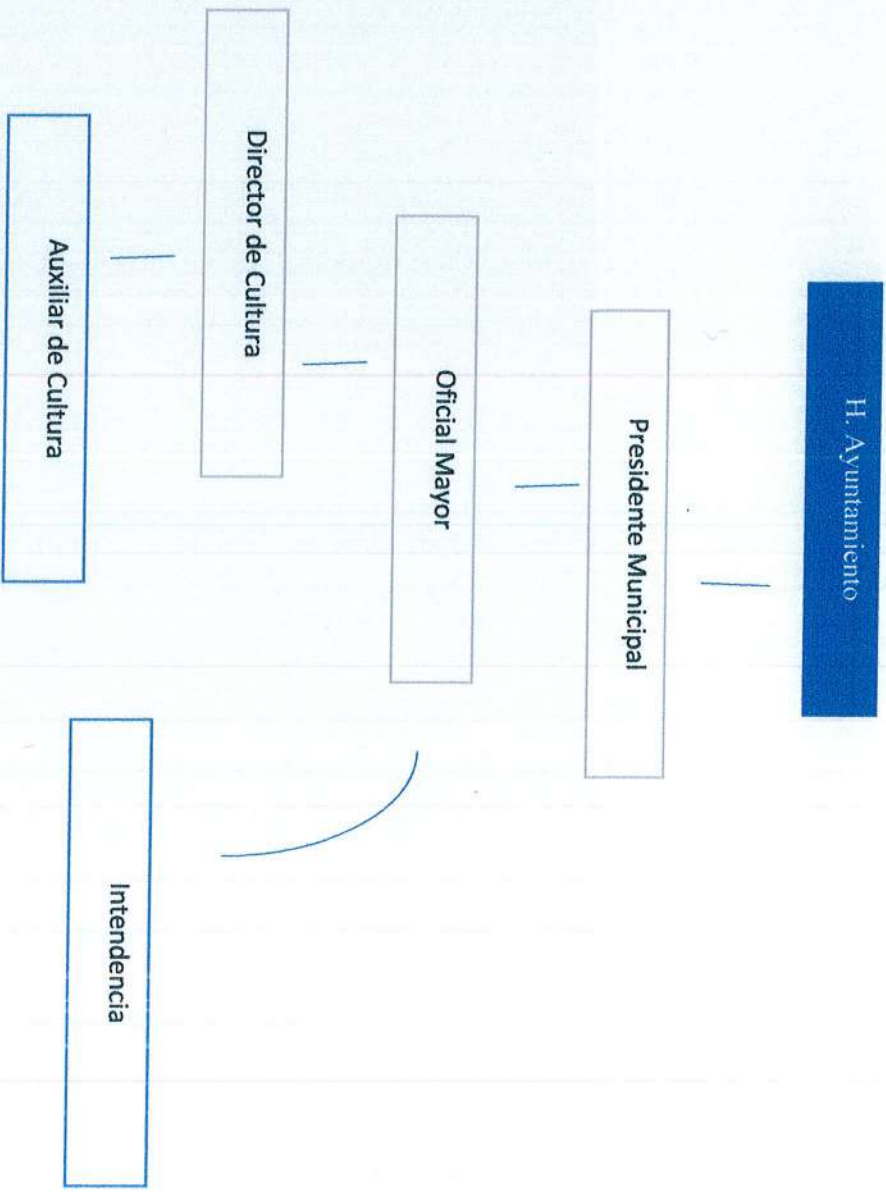 H. Ayuntamiento
Presidente Municipal
Oficial Mayor
Director de Cultura
Auxiliar de Cultura
Intendencia